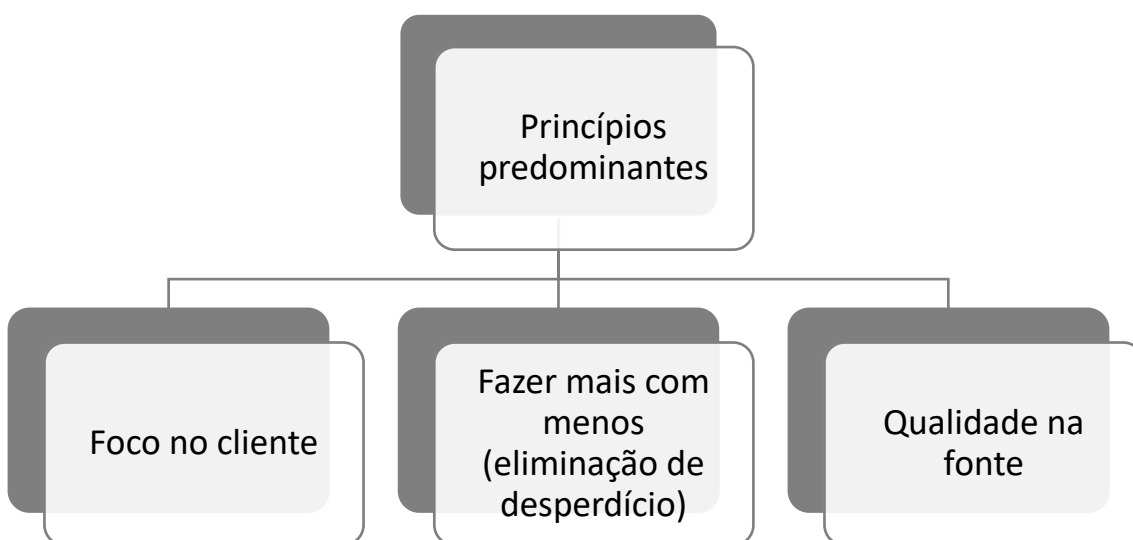 Princípios
predominantes
Foco no cliente
Fazer mais com
menos
(eliminação de
desperdício)
Qualidade na
fonte